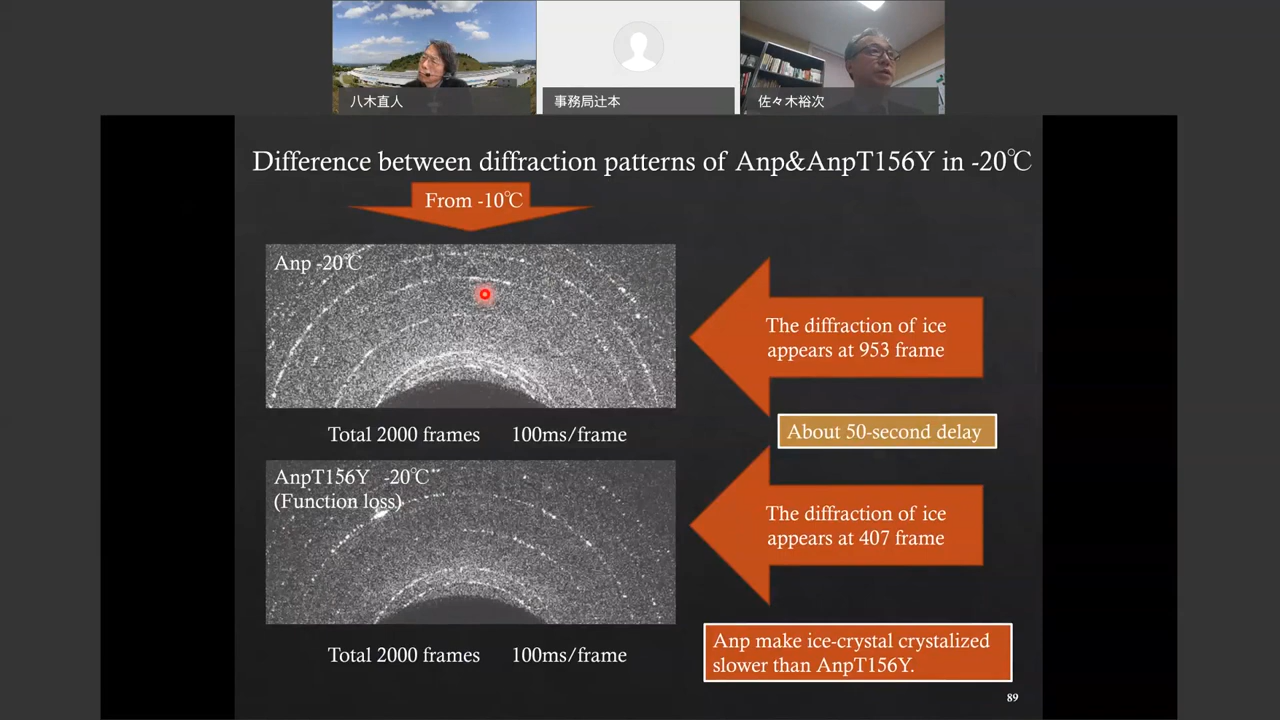 八木直人
事務局辻本
佐々木裕次
Difference between diffraction patterns of Anp&AnpT156Y in -20℃
From -10℃
Anp -20℃
The diffraction of ice
appears at 953 frame
Total 2000 frames 100ms/frame
About 50-second delay
AnpT156Y -20℃
(Function loss)
The diffraction of ice
appears at 407 frame
Total 2000 frames 100ms/frame
Anp make ice-crystal crystalized
slower than AnpT156Y.
89